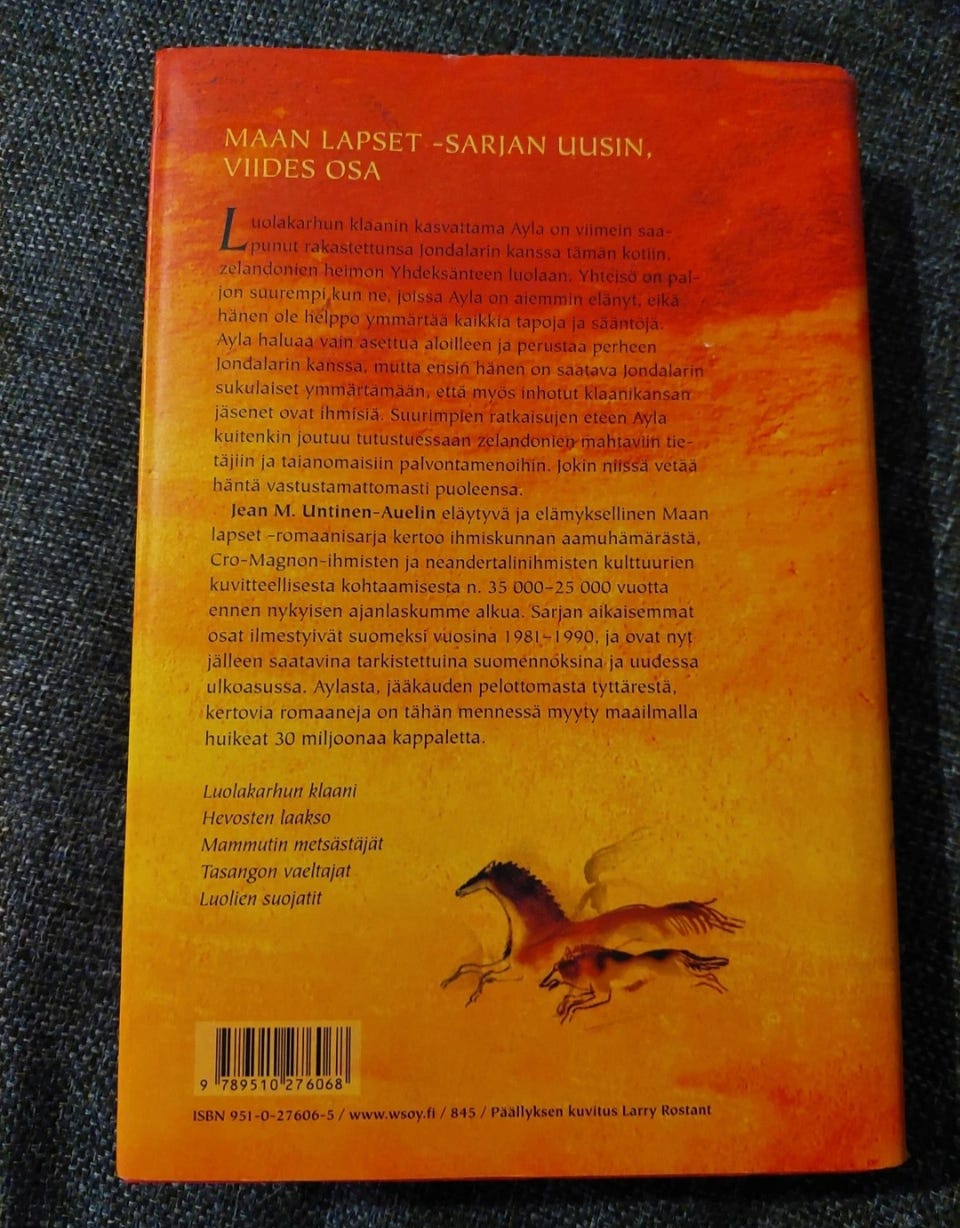 MAAN LAPSET -SARJAN UUSIN,
VIIDES OSA
Luolakarhun klaanin kasvattama Ayla on viimein saa-
punut rakastettunsa Jondalarin kanssa tämän kotiin,
zelandonien heimon Yhdeksänteen luolaan. Yhteisö on pal-
jon suurempi kun ne, joissa Ayla on aiemmin elänyt, eikä
hänen ole helppo ymmärtää kaikkia tapoja ja sääntöjä.
Ayla haluaa vain asettua aloilleen ja perustaa perheen
Jondalarin kanssa, mutta ensin hänen on saatava Jondalarin
sukulaiset ymmärtämään, että myös inhotut klaanikansan
jäsenet ovat ihmisiä. Suurimpien ratkaisujen eteen Ayla
kuitenkin joutuu tutustuessaan zelandonien mahtaviin tie-
täjiin ja taianomaisiin palvontamenoihin. Jokin niissä vetää
häntä vastustamattomasti puoleensa.
Jean M. Untinen-Auelin eläytyvä ja elämyksellinen Maan
lapset -romaanisarja kertoo ihmiskunnan aamuhämärästä,
Cro-Magnon-ihmisten ja neandertalinihmisten kulttuurien
kuvitteellisesta kohtaamisesta n. 35 000–25 000 vuotta
ennen nykyisen ajanlaskumme alkua. Sarjan aikaisemmat
osat ilmestyivät suomeksi vuosina 1981–1990, ja ovat nyt
jälleen saatavina tarkistettuina suomennoksina ja uudessa
ulkoasussa. Aylasta, jääkauden pelottomasta tyttärestä,
kertovia romaaneja on tähän mennessä myyty maailmalla
huikeat 30 miljoonaa kappaletta.
Luolakarhun klaani
Hevosten laakso
Mammutin metsästäjät
Tasangon vaeltajat
Luolien suojatit
9 789510 276068
ISBN 951-0-27606-5 / www.wsoy.fi / 845 / Päällyksen kuvitus Larry Rostant